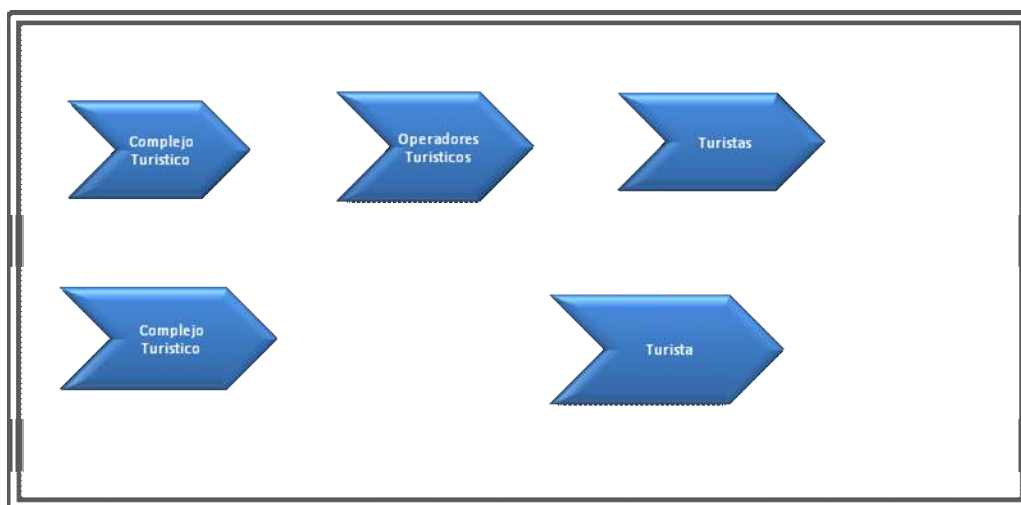 Complejo
Turistico
Operadores
Turisticos
Turistas
Complejo
Turistico
Turista